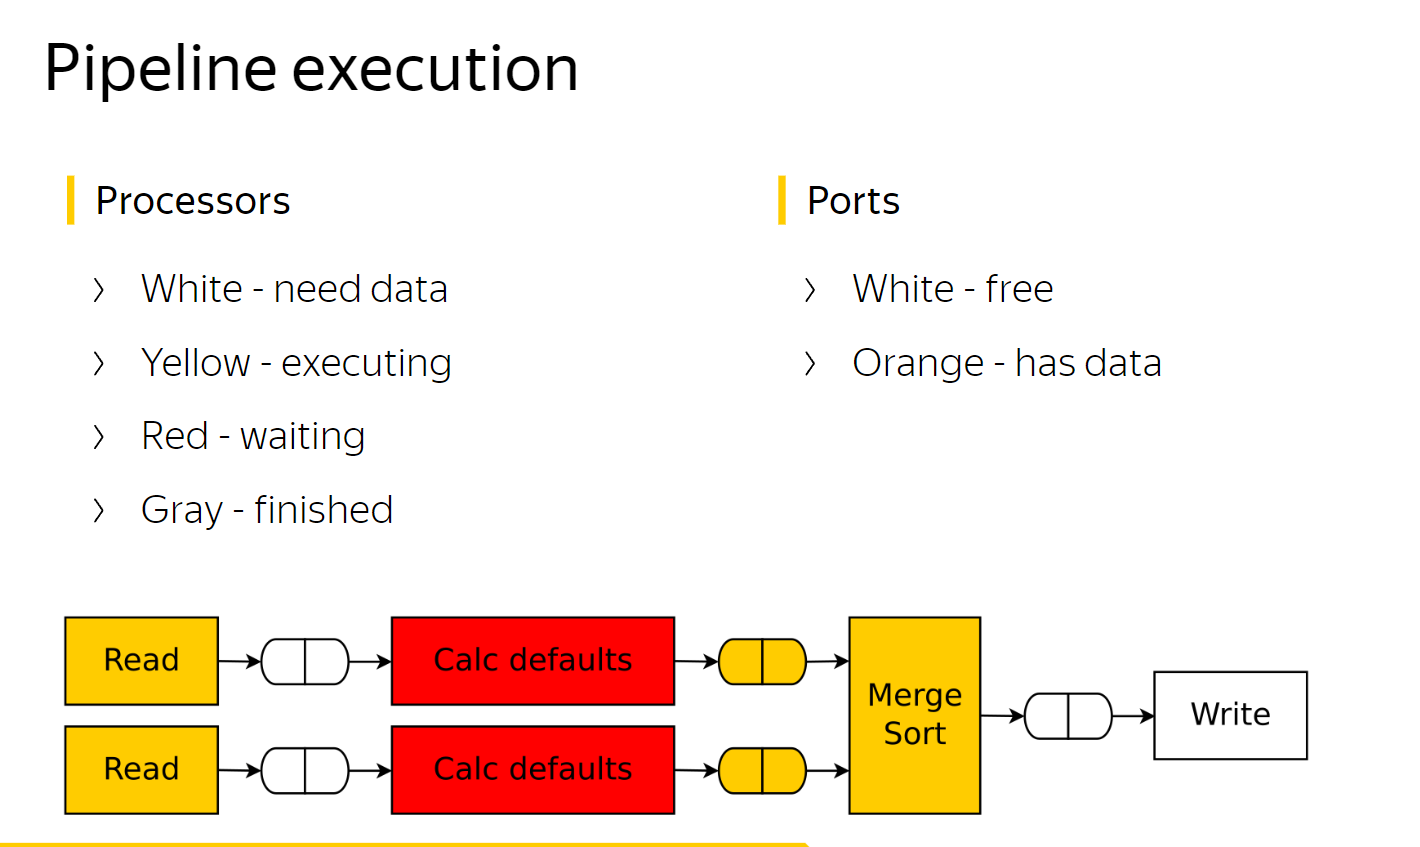 Pipeline execution
Processors
White - need data
Yellow - executing
Red - waiting
Gray - finished
Ports
White - free
Orange - has data
Read
Calc defaults
Read
Calc defaults
Merge
Sort
Write